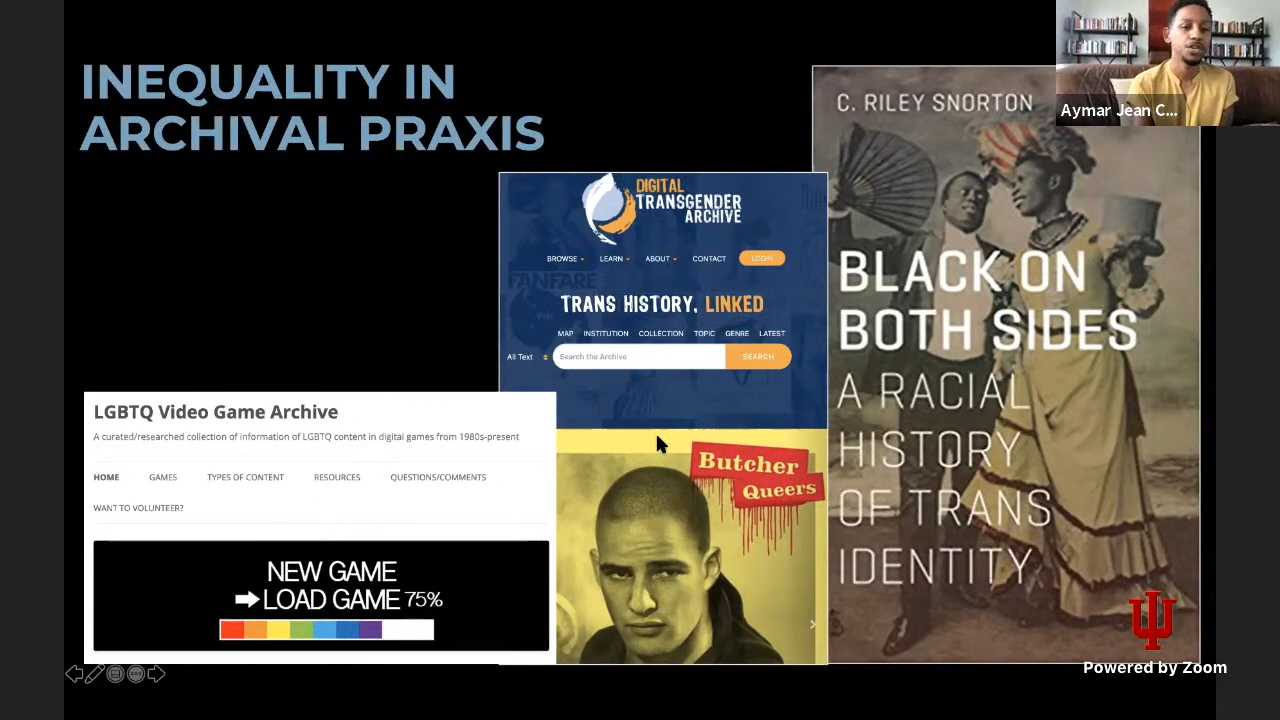 INEQUALITY IN
ARCHIVAL PRAXIS
Aymar Jean C...
C. RILEY SNORTON
BLACK ON
BOTH SIDES
A RACIAL
HISTORY
OF TRANS
IDENTITY
DIGITAL
TRANSGENDER
ARCHIVE
BROWSE LEARN ABOUT CONTACT LOGIN
FANFARE
TRANS HISTORY, LINKED
MAP INSTITUTION COLLECTION TOPIC GENRE LATEST
All Text Search the Archive SEARCH
Butcher
Queers
LGBTQ Video Game Archive
A curated/researched collection of information of LGBTQ content in digital games from 1980s-present
HOME GAMES TYPES OF CONTENT RESOURCES QUESTIONS/COMMENTS
WANT TO VOLUNTEER?
NEW GAME
LOAD GAME 75%
Powered by Zoom